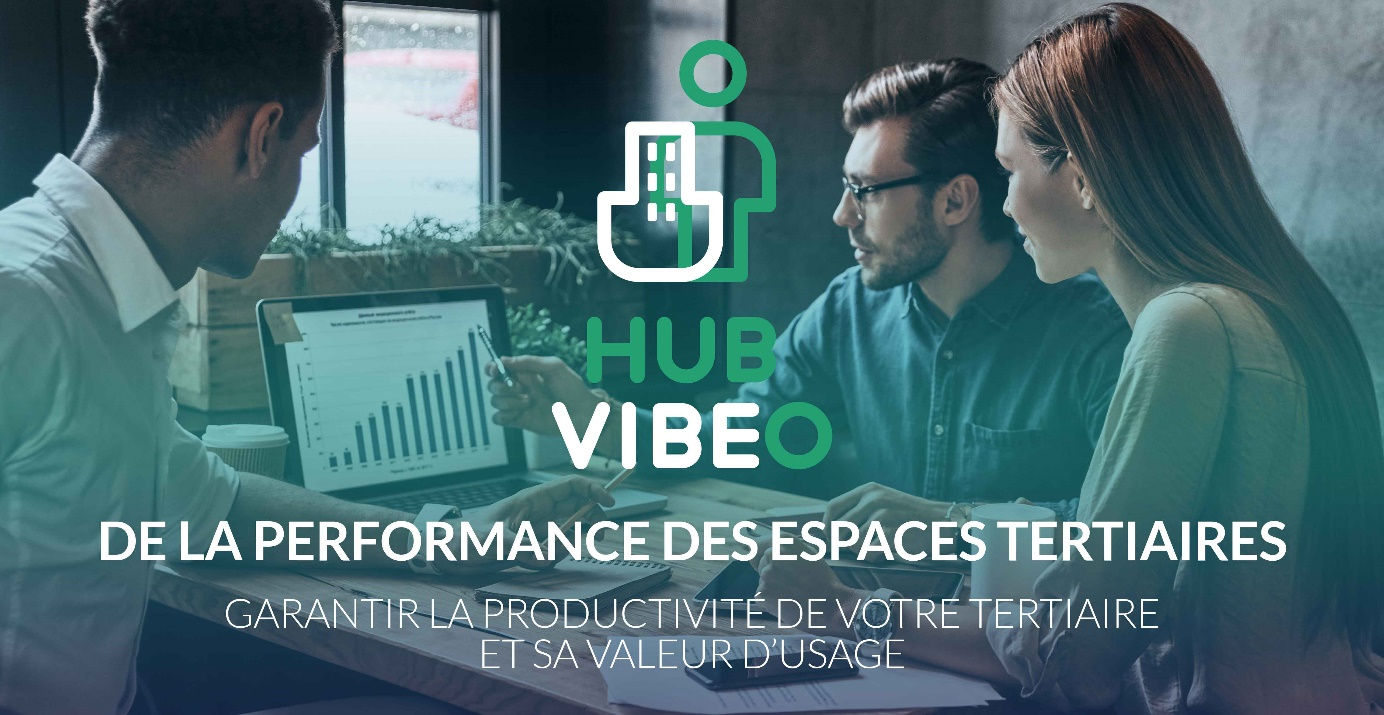 HUB
VIBEO
DE LA PERFORMANCE DES ESPACES TERTIAIRES
GARANTIR LA PRODUCTIVITÉ DE VOTRE TERTIAIRE
ET SA VALEUR D’USAGE